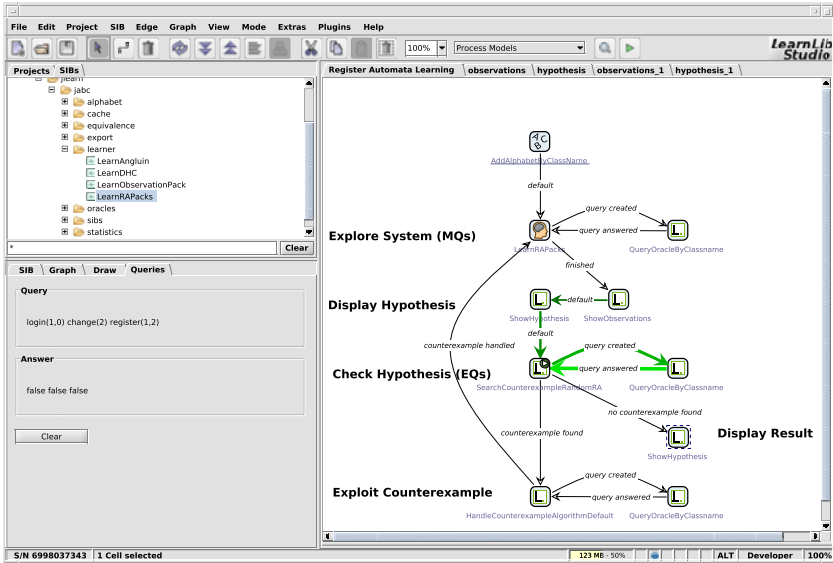 File Edit Project SIB Edge Graph View Mode Extras Plugins Help
100% Process Models
LearnLib
Studio
Projects SIBs
jlearn
jabc
alphabet
cache
equivalence
export
learner
LearnAngluin
LearnDHC
LearnObservationPack
LearnRAPacks
oracles
sibs
statistics
*
Clear
SIB Graph Draw Queries
Query
login(1,0) change(2) register(1,2)
Answer
false false false
Clear
Register Automata Learning observations hypothesis observations_1 hypothesis_1
A B C
AddAlphabetByClassName
default
Explore System (MQs)
query created
query answered
LearnRAPacks
QueryOracleByClassname
finished
Display Hypothesis
L.
default
L.
ShowHypothesis
ShowObservations
default
counterexample handled
Check Hypothesis (EQs)
query created
query answered
SearchCounterexampleRandomRA
QueryOracleByClassname
no counterexample found
counterexample found
Display Result
ShowHypothesis
Exploit Counterexample
query created
query answered
HandleCounterexampleAlgorithmDefault
QueryOracleByClassname
S/N 6998037343 1 Cell selected 123 MB - 50% ALT Developer 100%